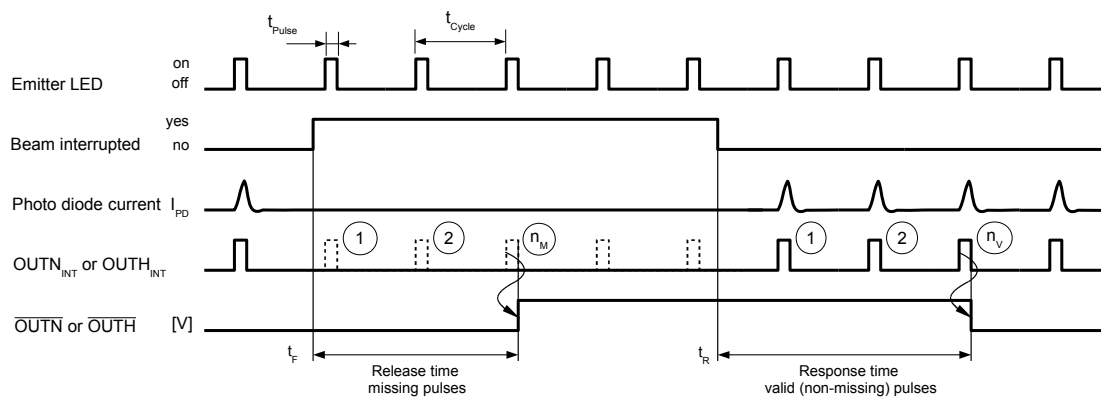 t_Pulse
t_Cycle
on
Emitter LED off
yes
Beam interrupted no
Photo diode current I_PD
1 2 n_M 1 2 n_V
OUTN_INT or OUTH_INT
OUTN or OUTH [V]
t_F t_R
Release time
missing pulses
Response time
valid (non-missing) pulses